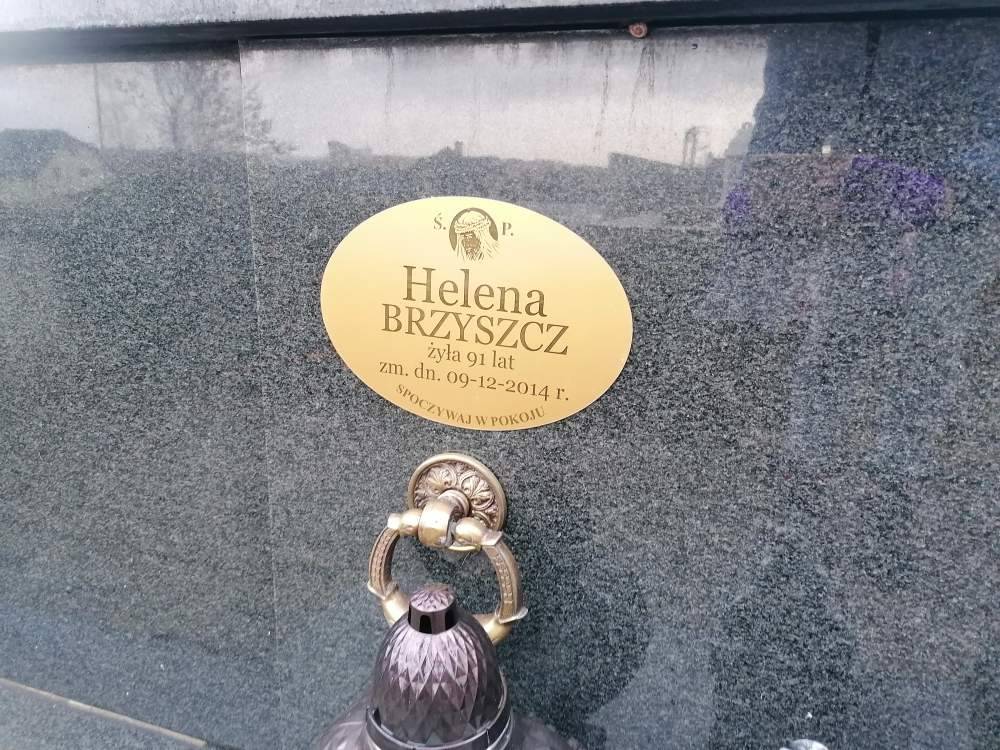 Ś. P.
Helena
BRZYSZCZ
żyła 91 lat
zm. dn. 09-12-2014 r.
SPOCZYWAJ W POKOJU